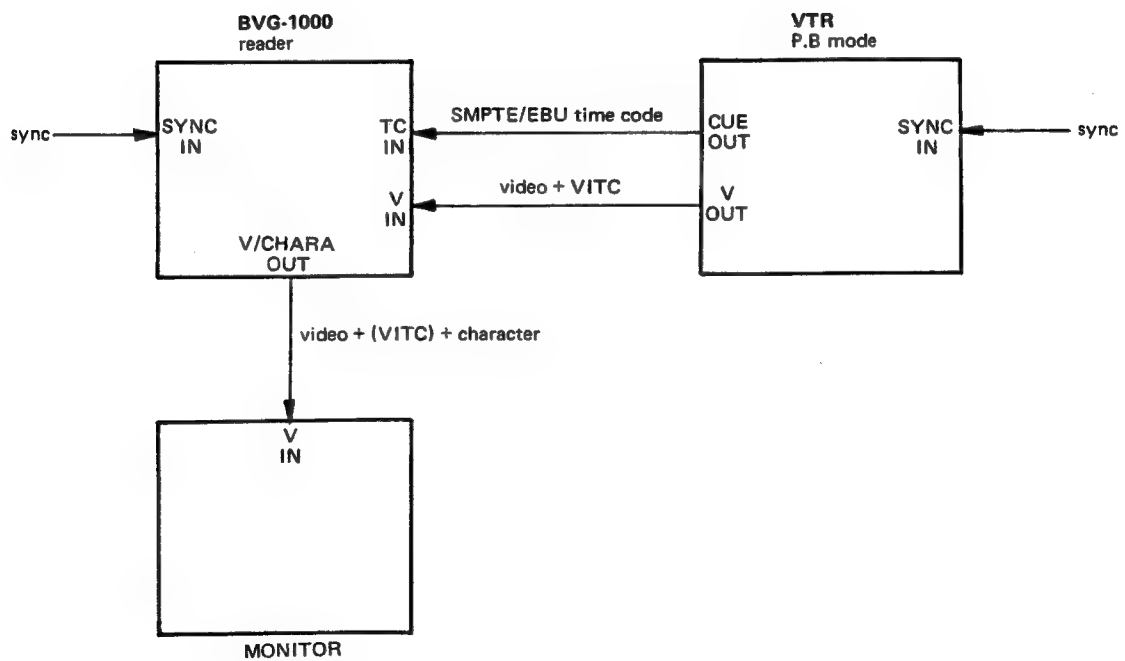 BVG-1000
reader
VTR
P.B mode
sync
SYNC
IN
TC
IN
SMPTE/EBU time code
CUE
OUT
SYNC
IN
sync
V
IN
video + VITC
V
OUT
V/CHARA
OUT
video + (VITC) + character
V
IN
MONITOR